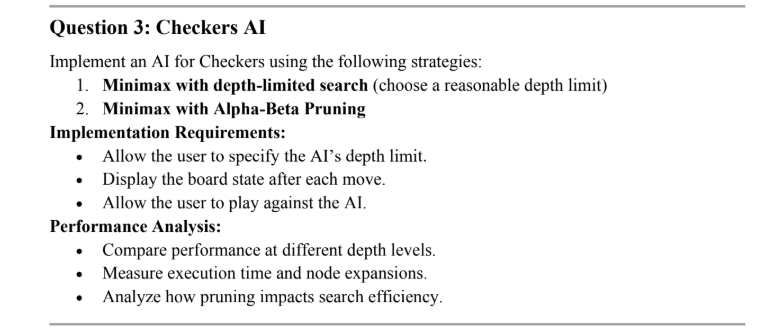 Question 3: Checkers AI
Implement an AI for Checkers using the following strategies:
1. Minimax with depth-limited search (choose a reasonable depth limit)
2. Minimax with Alpha-Beta Pruning
Implementation Requirements:
• Allow the user to specify the AI's depth limit.
• Display the board state after each move.
• Allow the user to play against the AI.
Performance Analysis:
• Compare performance at different depth levels.
• Measure execution time and node expansions.
• Analyze how pruning impacts search efficiency.